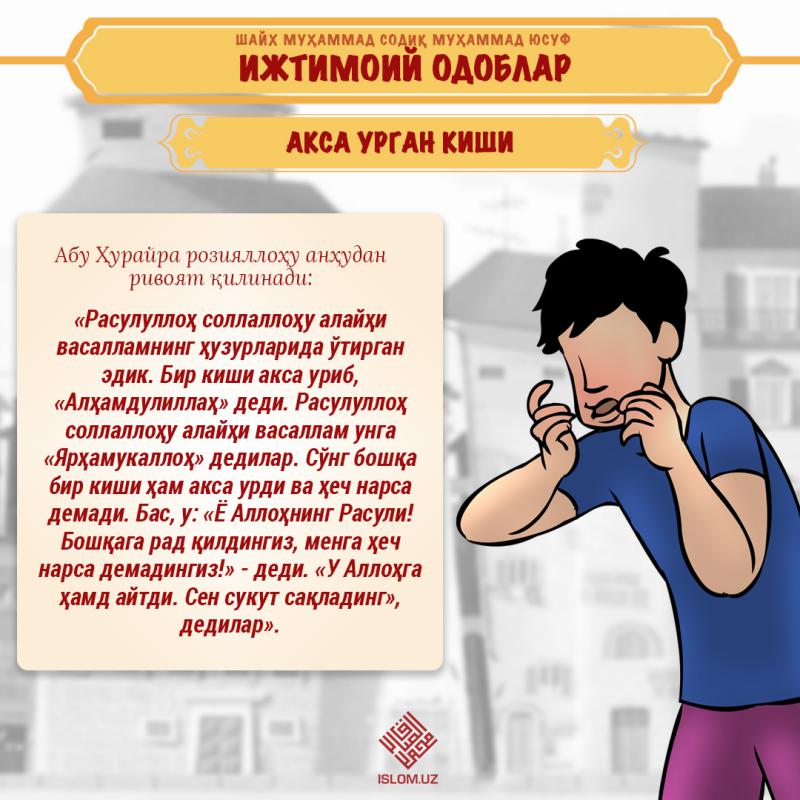 ШАЙХ МУҲАММАД СОДИҚ МУҲАММАД ЮСУФ
ИЖТИМОИЙ ОДОБЛАР
АКСА УРГАН КИШИ
Абу Ҳурайра розияллоҳу анҳудан
ривоят қилинади:
«Расулуллоҳ соллаллоҳу алайҳи
васалламнинг ҳузурларида ўтирган
эдик. Бир киши акса уриб,
«Алҳамдулиллаҳ» деди. Расулуллоҳ
соллаллоҳу алайҳи васаллам унга
«Ярҳамукаллоҳ» дедилар. Сўнг бошқа
бир киши ҳам акса урди ва ҳеч нарса
демади. Бас, у: «Ё Аллоҳнинг Расули!
Бошқага рад қилдингиз, менга ҳеч
нарса демадингиз!» - деди. «У Аллоҳга
ҳамд айтди. Сен сукут сақладинг»,
дедилар».
ISLOM.UZ